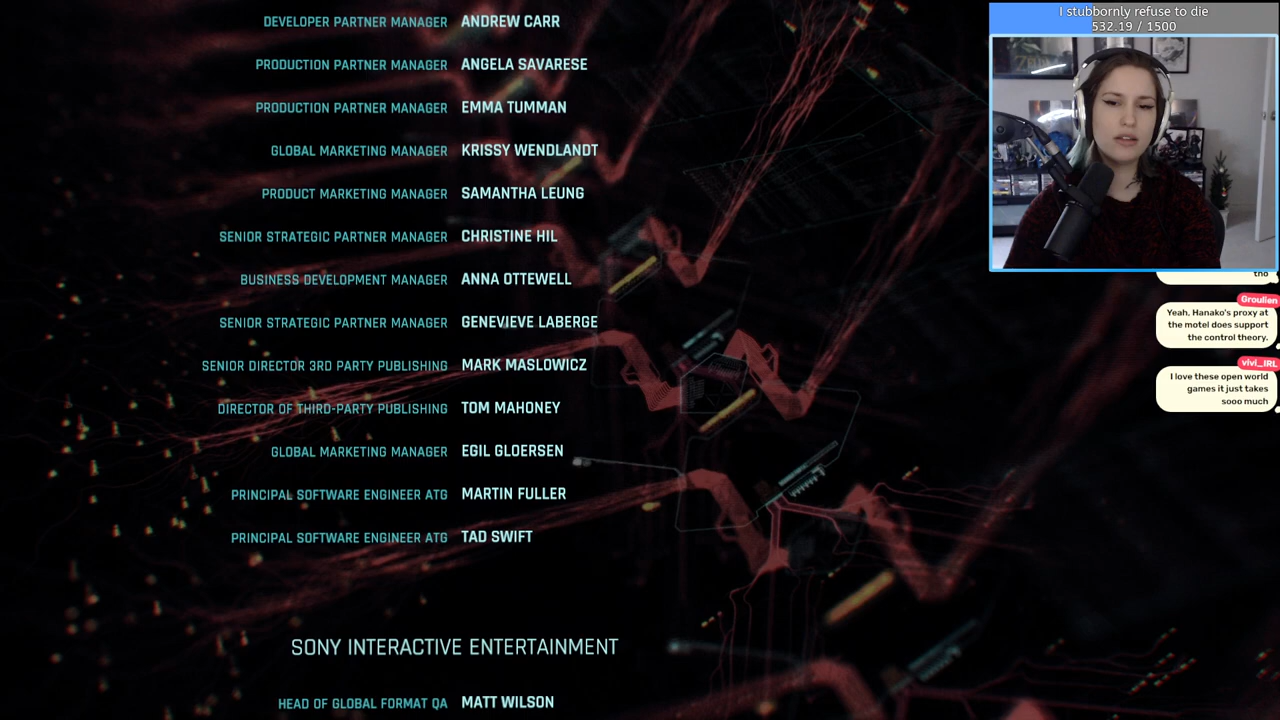 DEVELOPER PARTNER MANAGER ANDREW CARR
PRODUCTION PARTNER MANAGER ANGELA SAVARESE
PRODUCTION PARTNER MANAGER EMMA TUMMAN
GLOBAL MARKETING MANAGER KRISSY WENDLANDT
PRODUCT MARKETING MANAGER SAMANTHA LEUNG
SENIOR STRATEGIC PARTNER MANAGER CHRISTINE HIL
BUSINESS DEVELOPMENT MANAGER ANNA OTTEWELL
SENIOR STRATEGIC PARTNER MANAGER GENEVIEVE LABERGE
SENIOR DIRECTOR 3RD PARTY PUBLISHING MARK MASLOWICZ
DIRECTOR OF THIRD-PARTY PUBLISHING TOM MAHONEY
GLOBAL MARKETING MANAGER EGIL GLOERSEN
PRINCIPAL SOFTWARE ENGINEER ATG MARTIN FULLER
PRINCIPAL SOFTWARE ENGINEER ATG TAD SWIFT
SONY INTERACTIVE ENTERTAINMENT
HEAD OF GLOBAL FORMAT QA MATT WILSON
I stubbornly refuse to die
532.19 / 1500
tho
Groulien
Yeah, Hanako's proxy at
the motel does support
the control theory.
vivi_IRL
I love these open world
games it just takes
sooo much